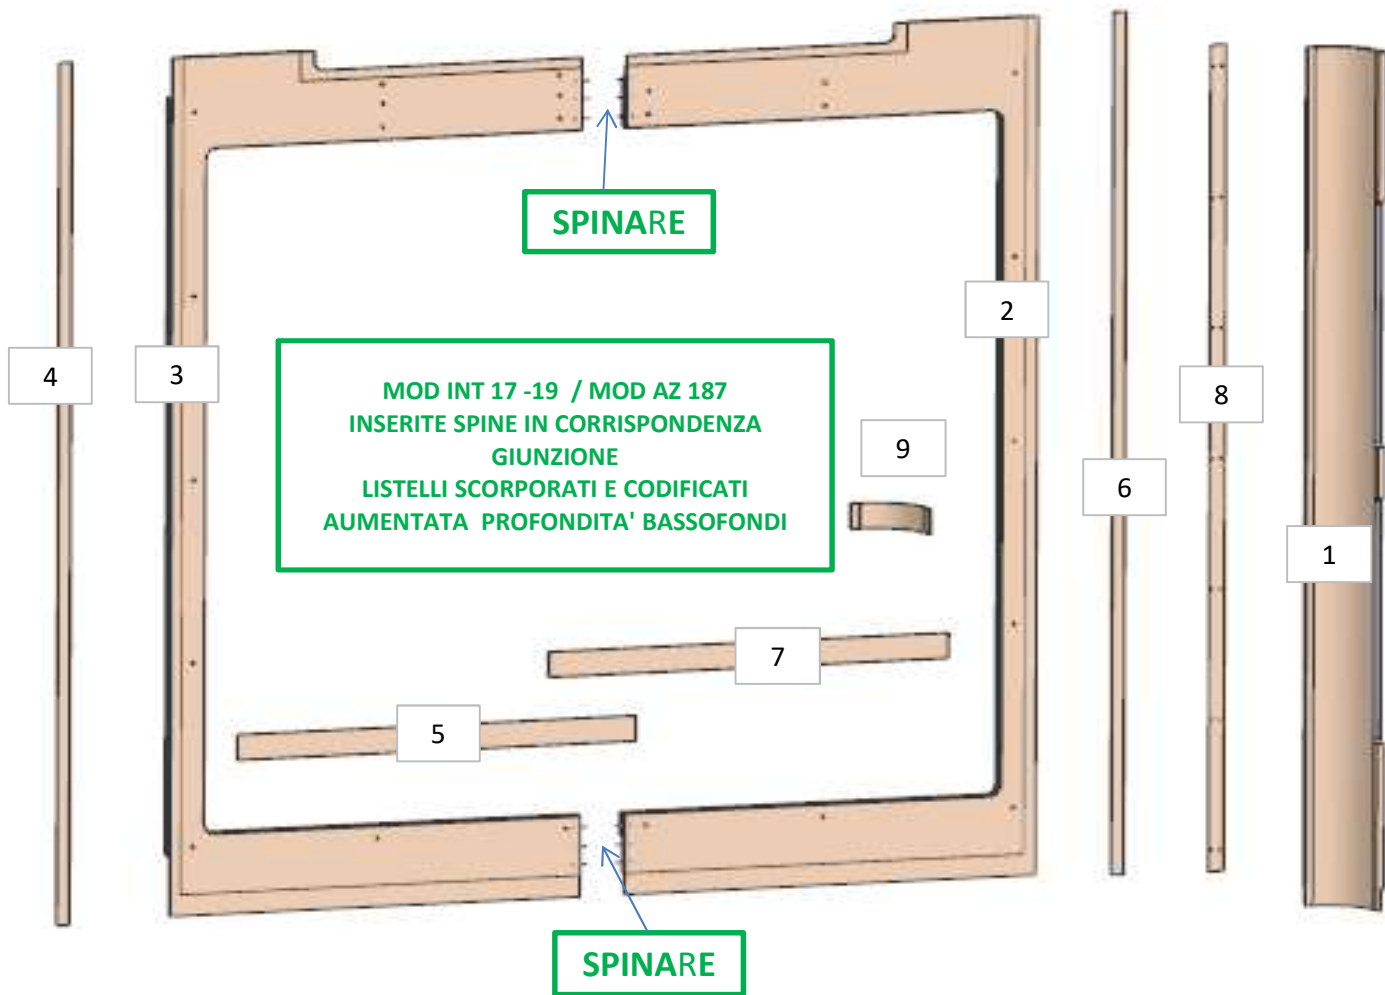 SPINARE
2
4
3
MOD INT 17 -19  / MOD AZ 187
INSERITE SPINE IN CORRISPONDENZA
GIUNZIONE
LISTELLI SCORPORATI E CODIFICATI
AUMENTATA  PROFONDITA' BASSOFONDI
8
9
6
1
7
5
SPINARE